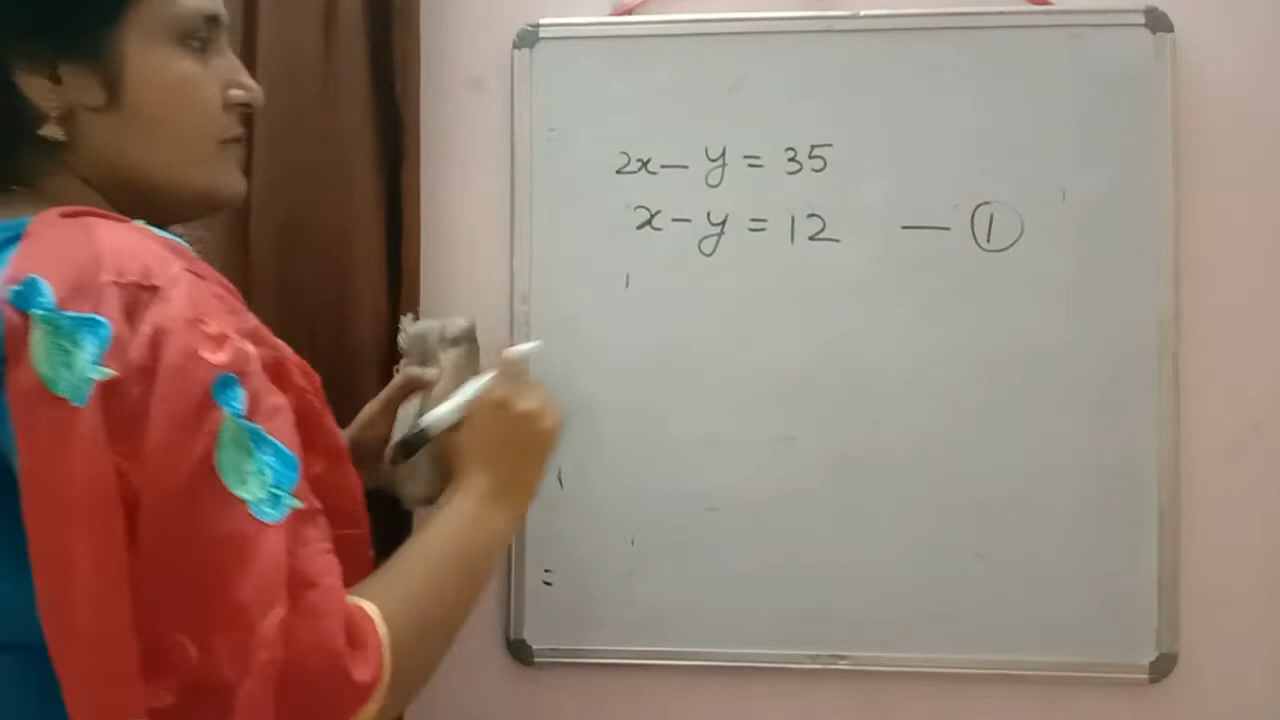 2x - y = 35
x - y = 12 — ①